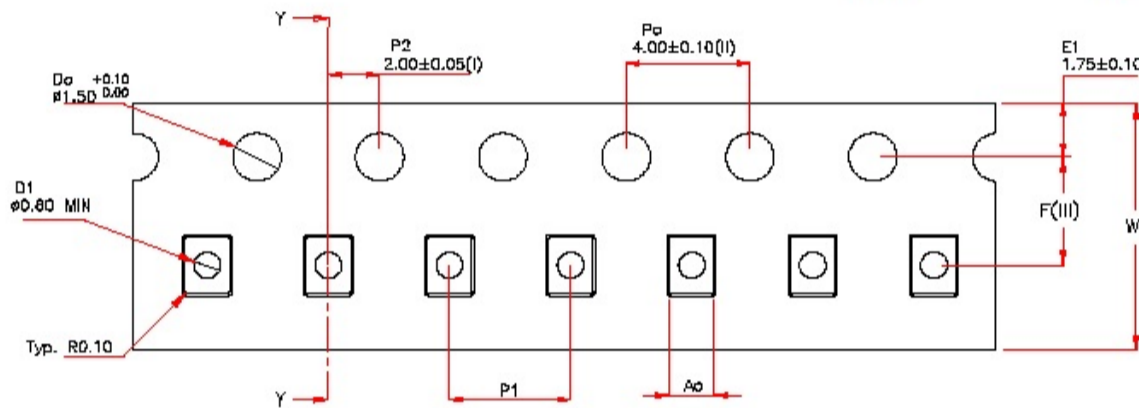 Y
P2
2.00±0.05(I)
Po
4.00±0.10(II)
E1
1.75±0.10
Do +0.10
ø1.50 0.00
D1
ø0.80 MIN
F(III)
W
Typ. R0.10
Y
P1
Ao